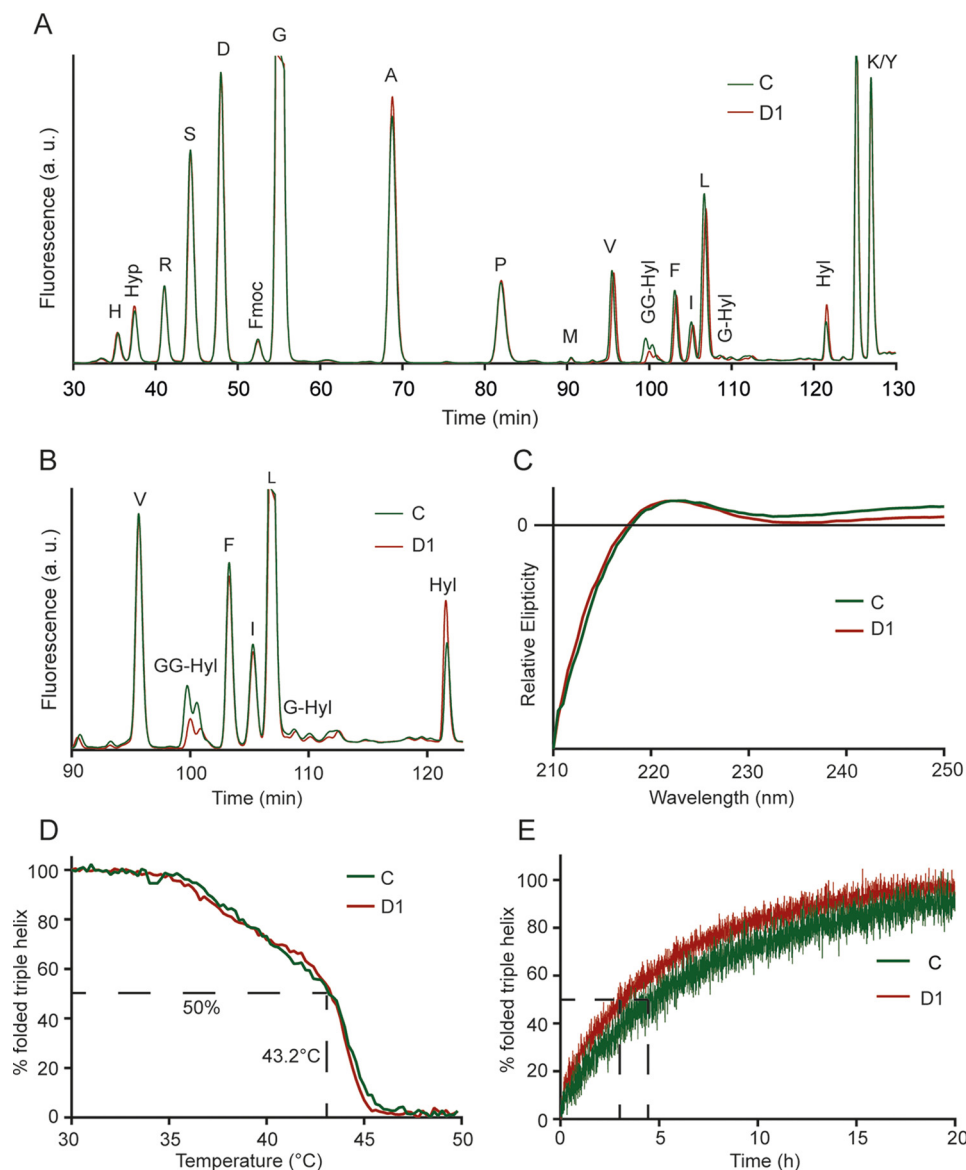 A
H
Hyp
R
S
D
Fmoc
G
A
P
M
V
GG-Hyl
F
I
L
G-Hyl
Hyl
K/Y
C
D1
Fluorescence (a. u.)
30 40 50 60 70 80 90 100 110 120 130
Time (min)
B
V
GG-Hyl
F
I
L
G-Hyl
Hyl
C
D1
Fluorescence (a. u.)
90 100 110 120
Time (min)
C
0
Relative Elipticity
C
D1
210 220 230 240 250
Wavelength (nm)
D
% folded triple helix
100
80
60
40
20
0
C
D1
50%
43.2°C
30 35 40 45 50
Temperature (°C)
E
% folded triple helix
100
80
60
40
20
0
C
D1
0 5 10 15 20
Time (h)